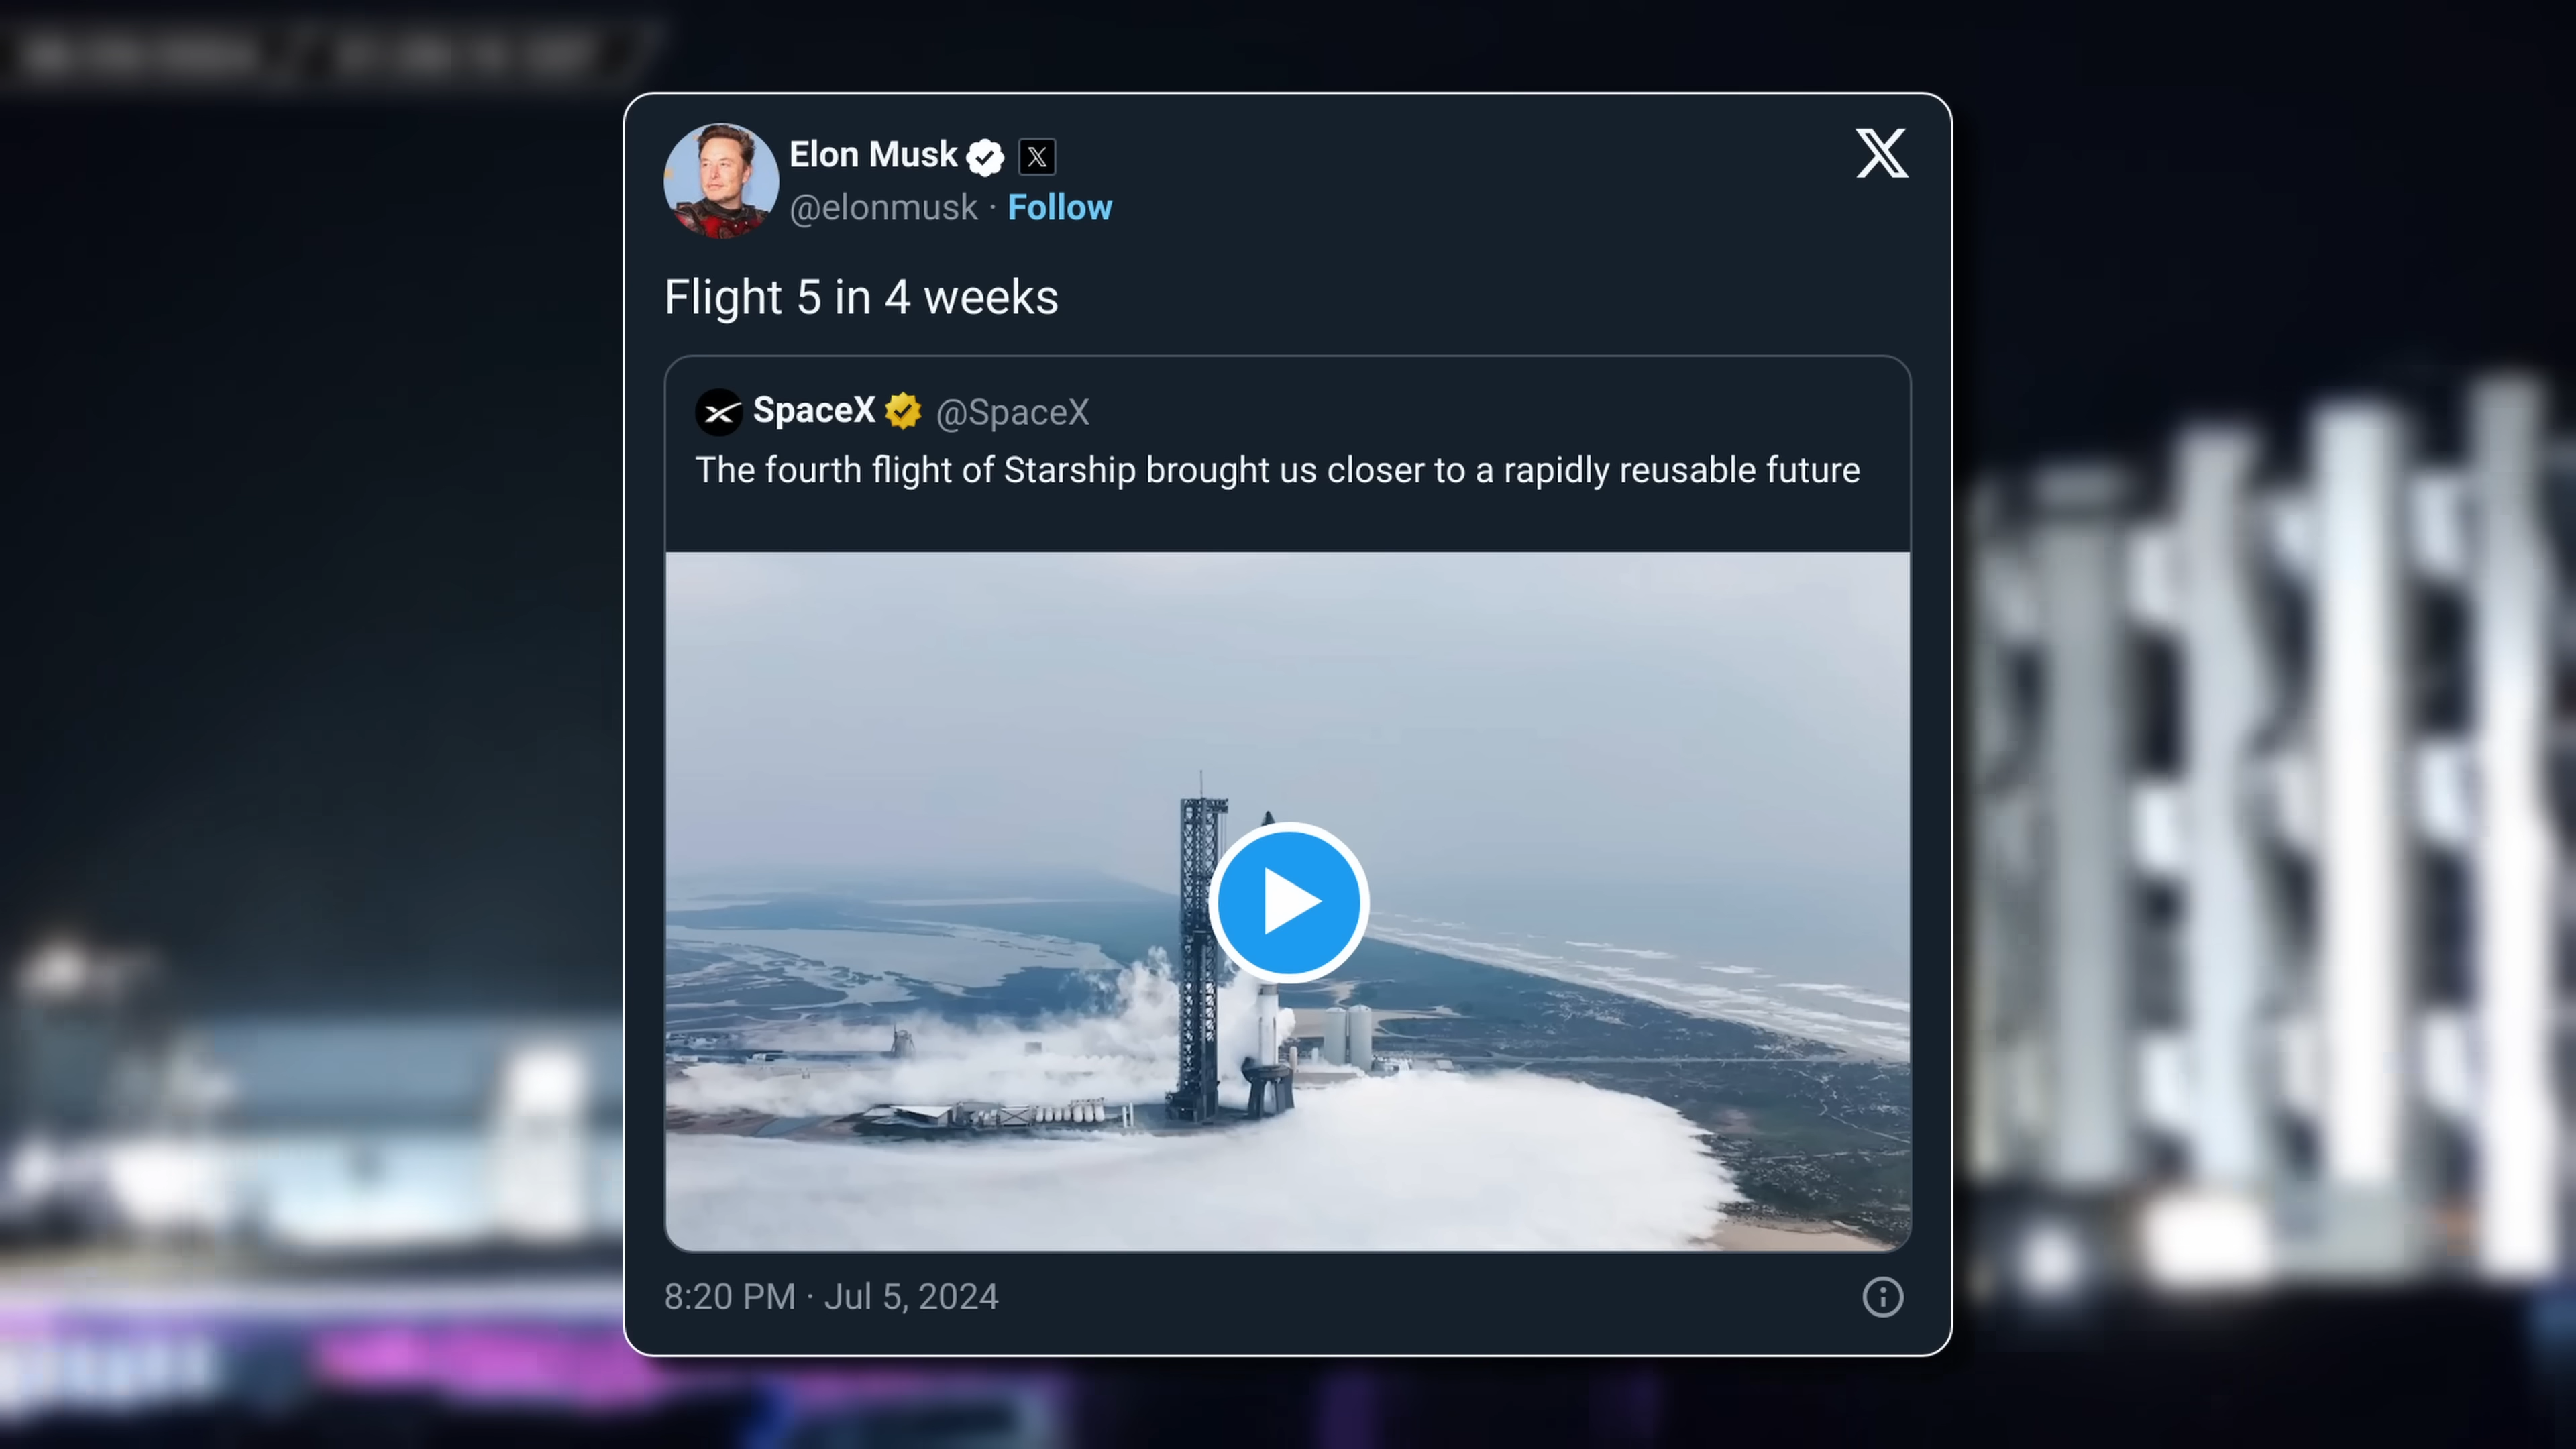 Elon Musk
@elonmusk · Follow
Flight 5 in 4 weeks
SpaceX @SpaceX
The fourth flight of Starship brought us closer to a rapidly reusable future
8:20 PM · Jul 5, 2024